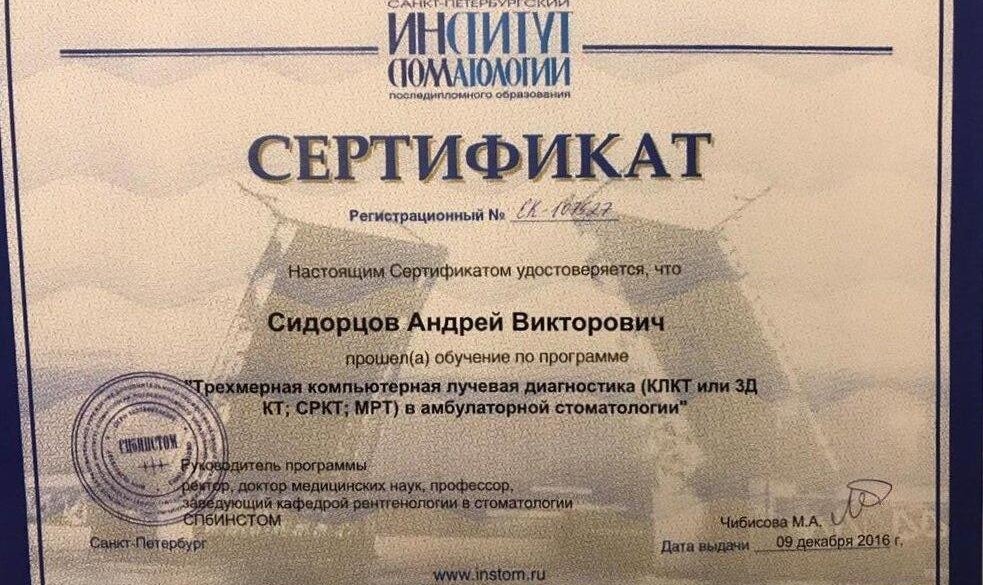 САНКТ-ПЕТЕРБУРГСКИЙ
ИНСТИТУТ
СТОМАТОЛОГИИ
последипломного образования
СЕРТИФИКАТ
Регистрационный №
Настоящим Сертификатом удостоверяется, что
Сидорцов Андрей Викторович
прошел(а) обучение по программе
"Трехмерная компьютерная лучевая диагностика (КЛКТ или 3Д
КТ; СРКТ; МРТ) в амбулаторной стоматологии"
СПбИНСТОМ
Руководитель программы
ректор, доктор медицинских наук, профессор,
заведующий кафедрой рентгенологии в стоматологии
СПбИНСТОМ
Чибисова М.А.
Санкт-Петербург
Дата выдачи 09 декабря 2016 г.
www.instom.ru